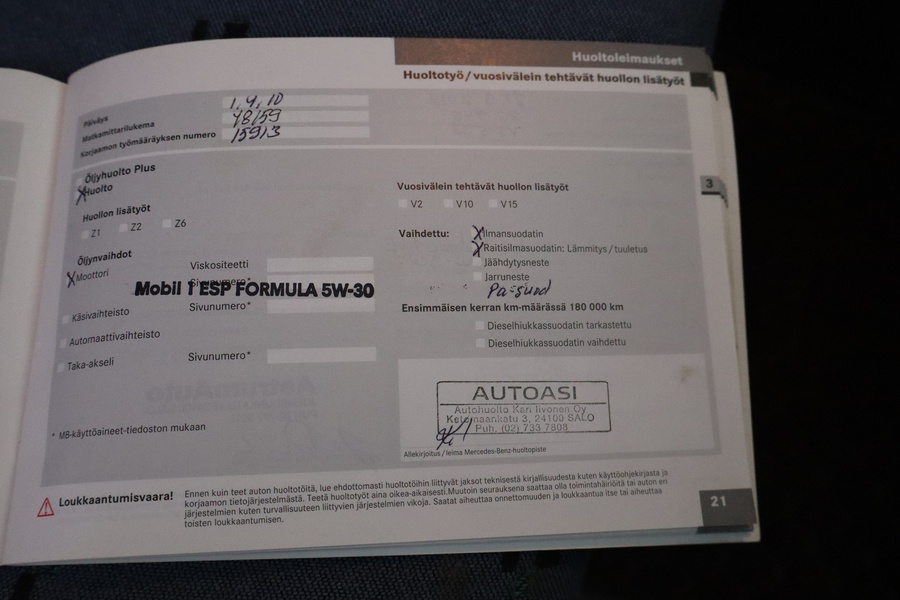 Huoltoleimaukset
Huoltotyö / vuosivälein tehtävät huollon lisätyöt
Päiväys 1.4.10
Matkamittarilukema 48159
Korjaamon työmääräyksen numero 15913
Öljyhuolto Plus
X Huolto
Huollon lisätyöt
Z1 Z2 Z6
Öljynvaihdot
X Moottori Viskositeetti
Sivunumero*
Mobil 1 ESP FORMULA 5W-30
Käsivaihteisto Sivunumero*
Automaattivaihteisto
Taka-akseli Sivunumero*
* MB-käyttöaineet-tiedoston mukaan
Vuosivälein tehtävät huollon lisätyöt
V2 V10 V15
Vaihdettu: X Ilmansuodatin
X Raitisilmasuodatin: Lämmitys / tuuletus
Jäähdytysneste
Jarruneste
Ensimmäisen kerran km-määrässä 180 000 km
Dieselhiukkassuodatin tarkastettu
Dieselhiukkassuodatin vaihdettu
AUTOASI
Autohuolto Kari Iivonen Oy
24100 SALO
Puh. (02) 733 7808
Allekirjoitus / leima Mercedes-Benz-huoltopiste
Loukkaantumisvaara!
Ennen kuin teet auton huoltotöitä, lue ehdottomasti huoltotöihin liittyvät jaksot teknisestä kirjallisuudesta kuten käyttöohjekirjasta ja
korjaamon tietojärjestelmästä. Teetä huoltotyöt aina oikea-aikaisesti. Muutoin seurauksena saattaa olla toimintahäiriöitä tai auton eri
järjestelmien kuten turvallisuuteen liittyvien järjestelmien vikoja. Saatat aiheuttaa onnettomuuden ja loukkaantua itse tai aiheuttaa
toisten loukkaantumisen.
3
21